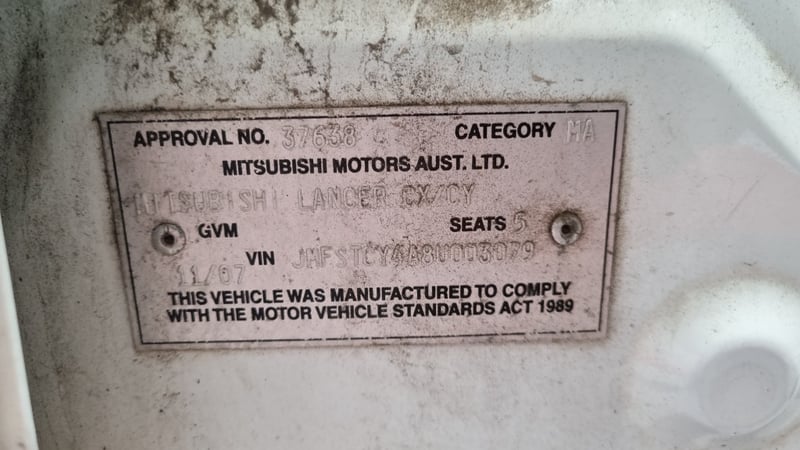 APPROVAL NO. 37638 CATEGORY MA
MITSUBISHI MOTORS AUST. LTD.
MITSUBISHI LANCER CX/CY
GVM SEATS 5
VIN JMFSTCY4A8U003079
11/07
THIS VEHICLE WAS MANUFACTURED TO COMPLY
WITH THE MOTOR VEHICLE STANDARDS ACT 1989